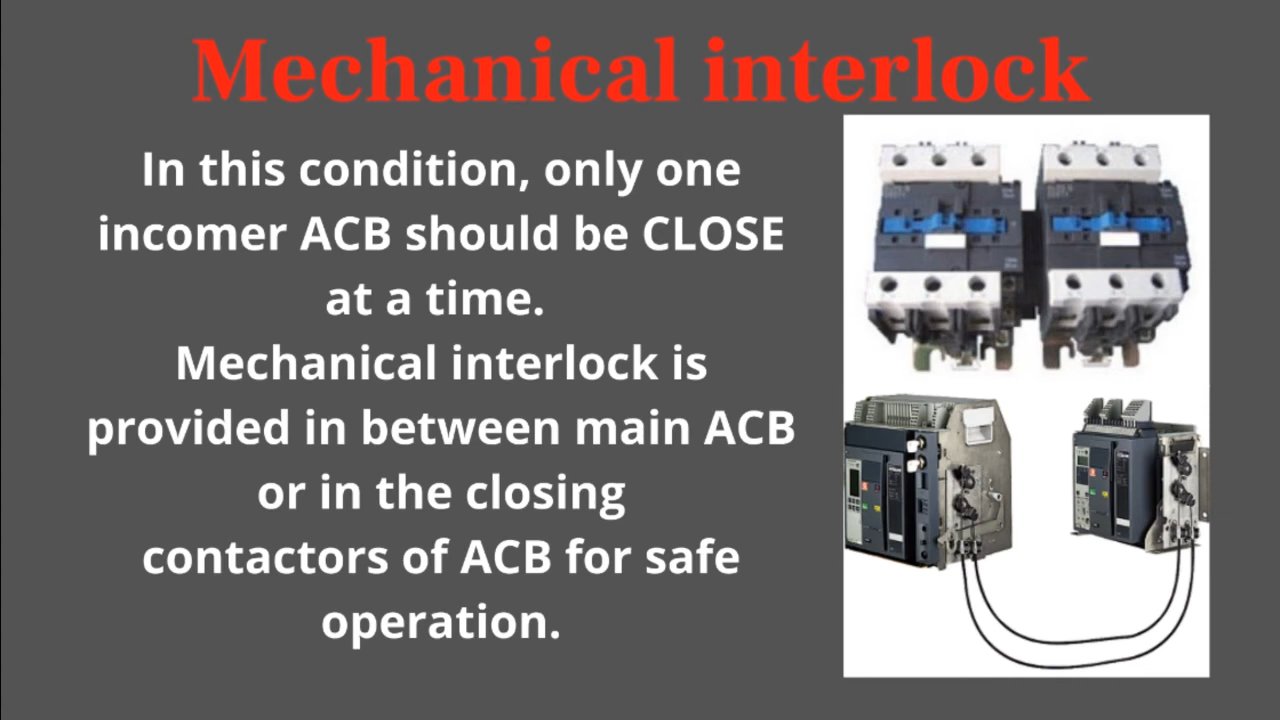 Mechanical interlock
In this condition, only one
incomer ACB should be CLOSE
at a time.
Mechanical interlock is
provided in between main ACB
or in the closing
contactors of ACB for safe
operation.